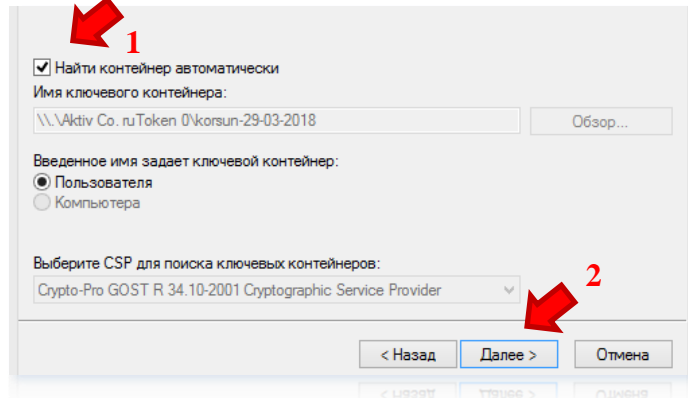 1
Найти контейнер автоматически
Имя ключевого контейнера:
\\.\Aktiv Co. ruToken 0\korsun-29-03-2018
Обзор...
Введенное имя задает ключевой контейнер:
Пользователя
Компьютера
Выберите CSP для поиска ключевых контейнеров:
2
Crypto-Pro GOST R 34.10-2001 Cryptographic Service Provider
< Назад Далее > Отмена